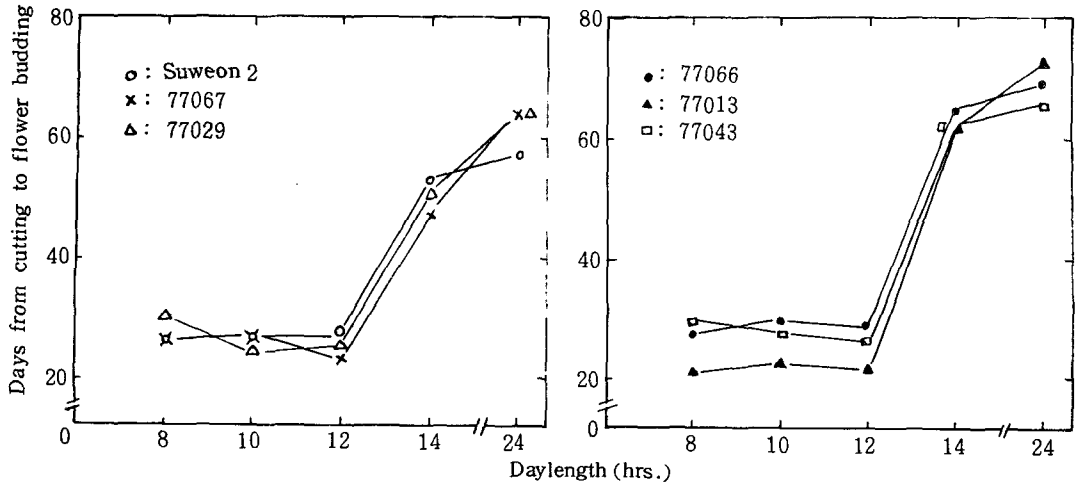 Days from cutting to flower budding
80
60
40
20
0
o : Suweon 2
× : 77067
△ : 77029
8 10 12 14 24
80
60
40
20
0
● : 77066
▲ : 77013
□ : 77043
8 10 12 14 24
Daylength (hrs.)